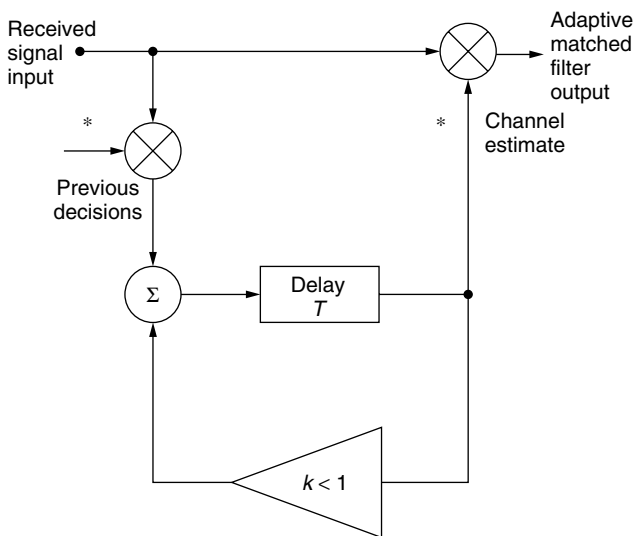 Received
signal
input
Adaptive
matched
filter
output
*
*
Channel
estimate
Previous
decisions
Σ
Delay
T
k < 1